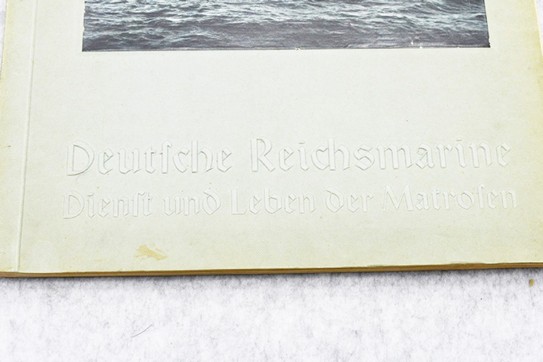 Deutſche Reichsmarine
Dienſt und Leben der Matroſen